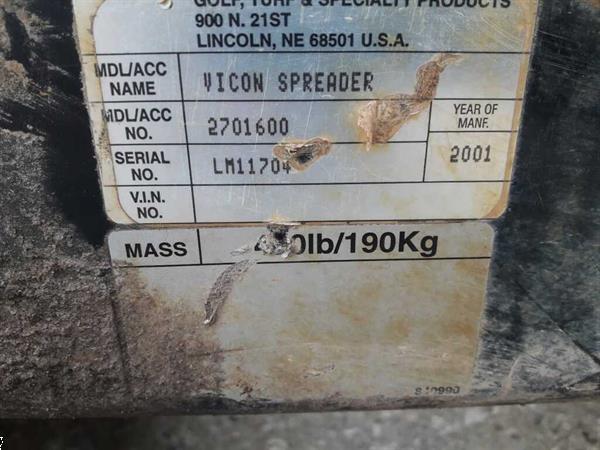 GOLF, TURF & SPECIALTY PRODUCTS
900 N. 21ST
LINCOLN, NE 68501 U.S.A.
MDL/ACC NAME
VICON SPREADER
MDL/ACC NO.
2701600
YEAR OF MANF.
2001
SERIAL NO.
LM11704
V.I.N. NO.
MASS
0lb/190Kg